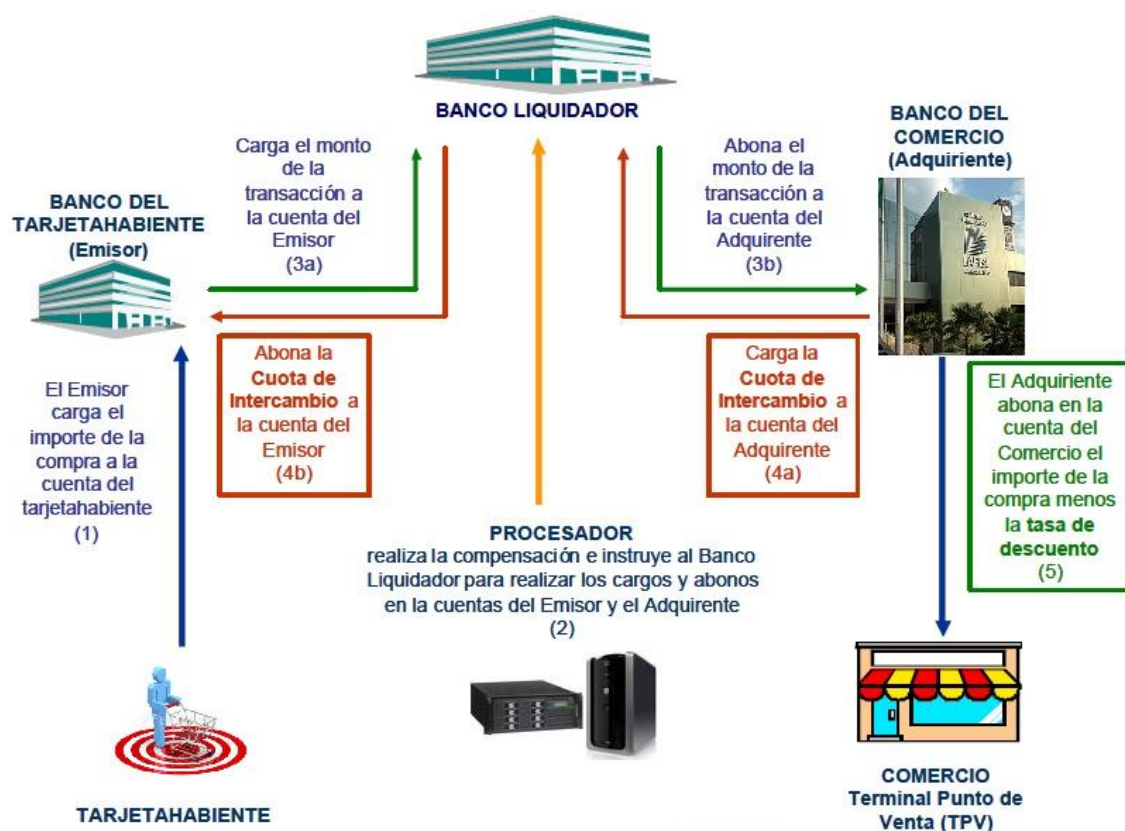 BANCO LIQUIDADOR
BANCO DEL
COMERCIO
(Adquiriente)
Carga el monto
de la
transacción a
la cuenta del
Emisor
(3a)
Abona el
monto de la
transacción a
la cuenta del
Adquirente
(3b)
BANCO DEL
TARJETAHABIENTE
(Emisor)
El Emisor
carga el
importe de la
compra a la
cuenta del
tarjetahabiente
(1)
Abona la
Cuota de
Intercambio a
la cuenta del
Emisor
(4b)
Carga la
Cuota de
Intercambio a
la cuenta del
Adquirente
(4a)
El Adquiriente
abona en la
cuenta del
Comercio el
importe de la
compra menos
la tasa de
descuento
(5)
PROCESADOR
realiza la compensación e instruye al Banco
Liquidador para realizar los cargos y abonos
en la cuentas del Emisor y el Adquirente
(2)
TARJETAHABIENTE
COMERCIO
Terminal Punto de
Venta (TPV)